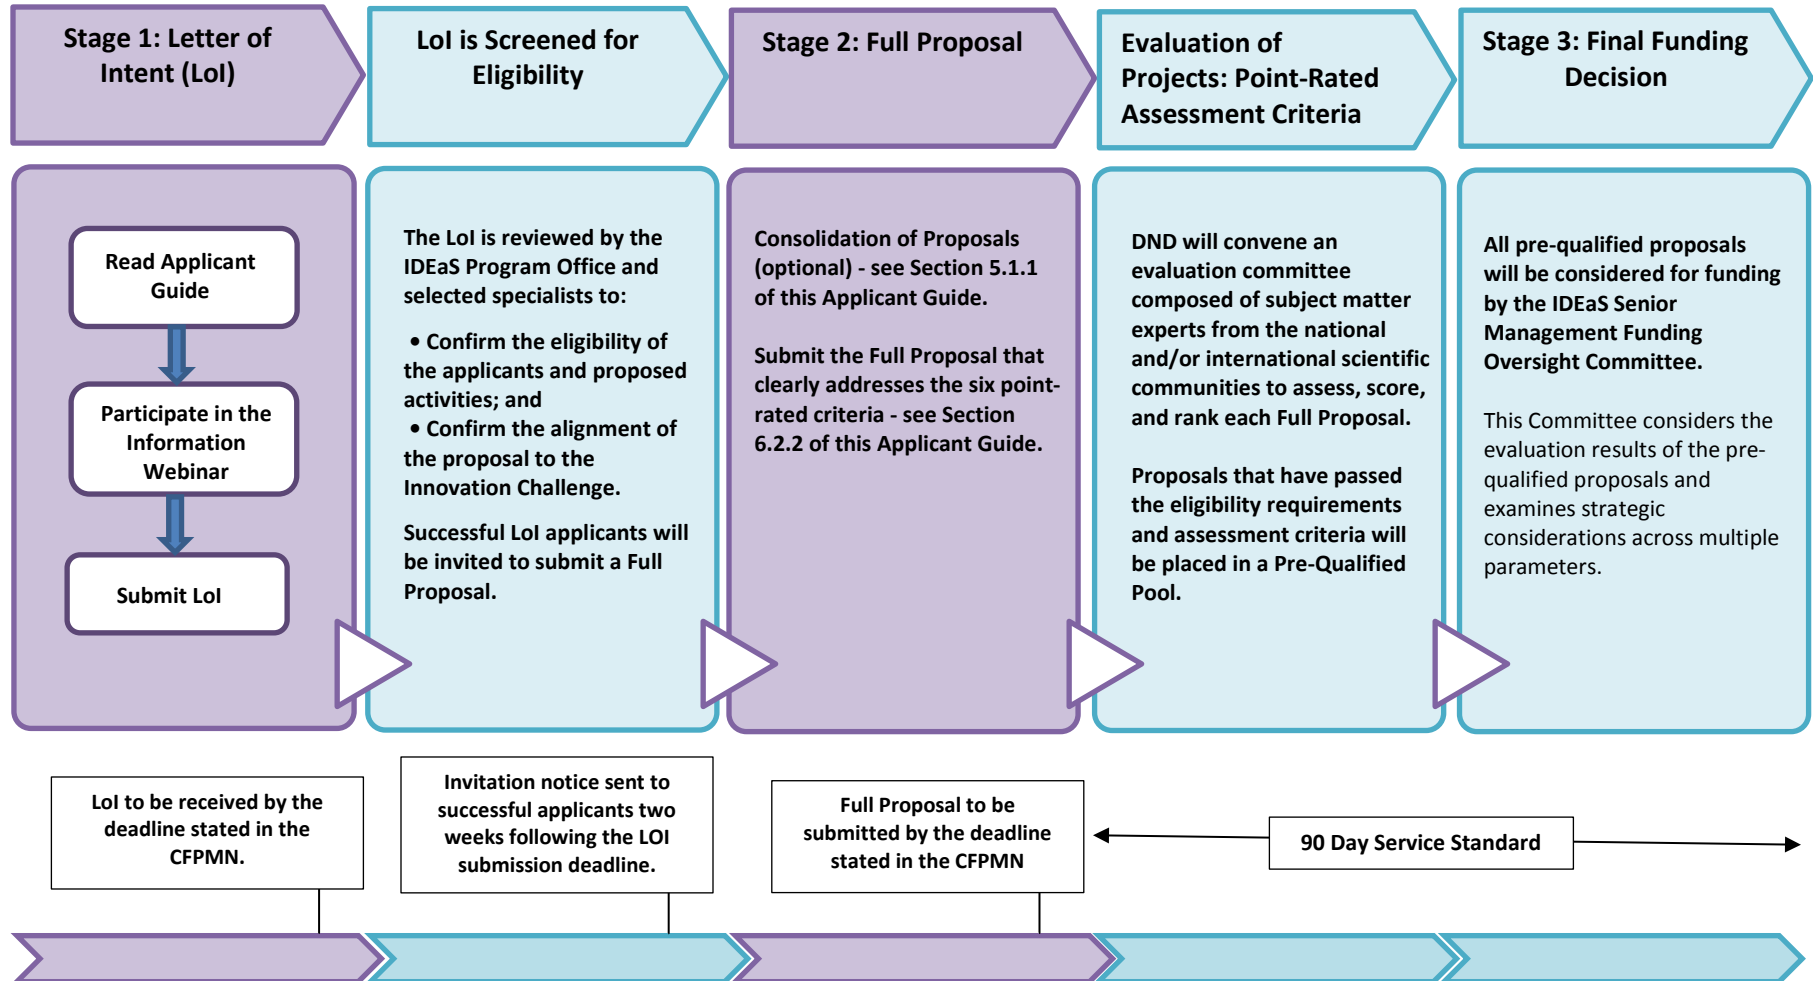 Stage 1: Letter of
Intent (LoI)
LoI is Screened for
Eligibility
Stage 2: Full Proposal
Evaluation of
Projects: Point-Rated
Assessment Criteria
Stage 3: Final Funding
Decision
Read Applicant
Guide
Participate in the
Information
Webinar
Submit LoI
The LoI is reviewed by the
IDEaS Program Office and
selected specialists to:
• Confirm the eligibility of
the applicants and proposed
activities; and
• Confirm the alignment of
the proposal to the
Innovation Challenge.
Successful LoI applicants will
be invited to submit a Full
Proposal.
Consolidation of Proposals
(optional) - see Section 5.1.1
of this Applicant Guide.
Submit the Full Proposal that
clearly addresses the six point-
rated criteria - see Section
6.2.2 of this Applicant Guide.
DND will convene an
evaluation committee
composed of subject matter
experts from the national
and/or international scientific
communities to assess, score,
and rank each Full Proposal.
Proposals that have passed
the eligibility requirements
and assessment criteria will
be placed in a Pre-Qualified
Pool.
All pre-qualified proposals
will be considered for funding
by the IDEaS Senior
Management Funding
Oversight Committee.
This Committee considers the
evaluation results of the pre-
qualified proposals and
examines strategic
considerations across multiple
parameters.
LoI to be received by the
deadline stated in the
CFPMN.
Invitation notice sent to
successful applicants two
weeks following the LOI
submission deadline.
Full Proposal to be
submitted by the deadline
stated in the CFPMN
90 Day Service Standard